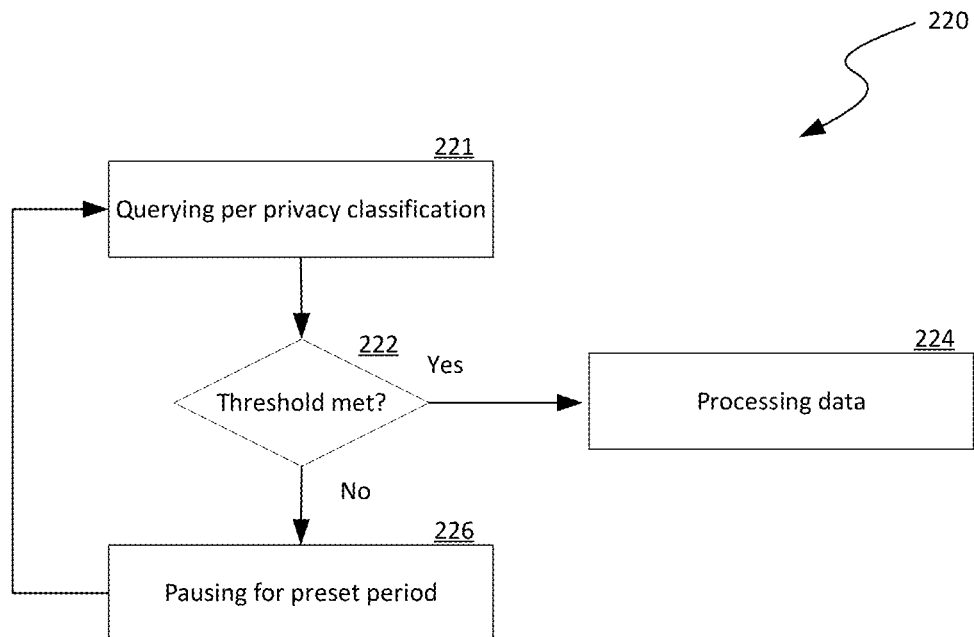 220
221
Querying per privacy classification
222
Yes
Threshold met?
224
Processing data
No
226
Pausing for preset period